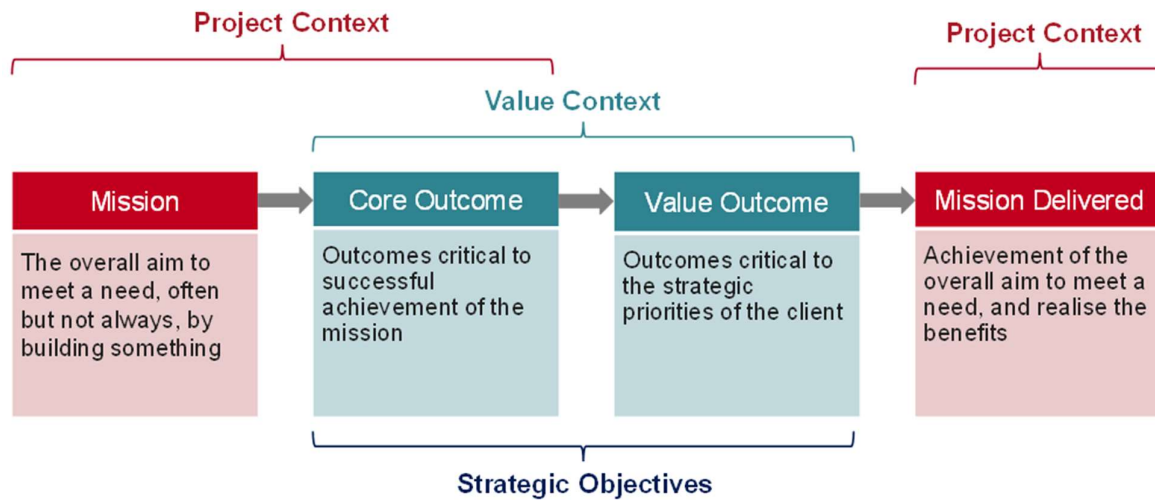 Project Context
Project Context
Value Context
Mission
Core Outcome
Value Outcome
Mission Delivered
The overall aim to
meet a need, often
but not always, by
building something
Outcomes critical to
successful
achievement of the
mission
Outcomes critical to
the strategic
priorities of the client
Achievement of the
overall aim to meet a
need, and realise the
benefits
Strategic Objectives